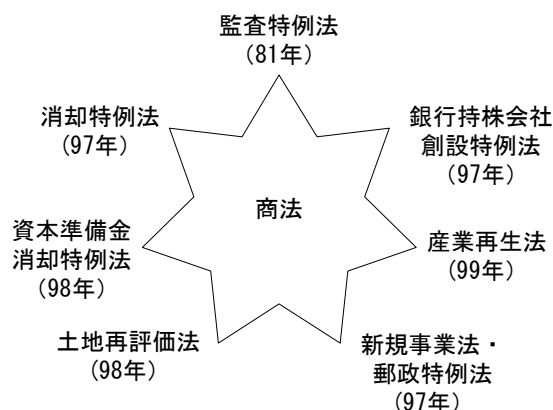 監査特例法
(81年)
消却特例法
(97年)
銀行持株会社
創設特例法
(97年)
商法
資本準備金
消却特例法
(98年)
産業再生法
(99年)
土地再評価法
(98年)
新規事業法・
郵政特例法
(97年)